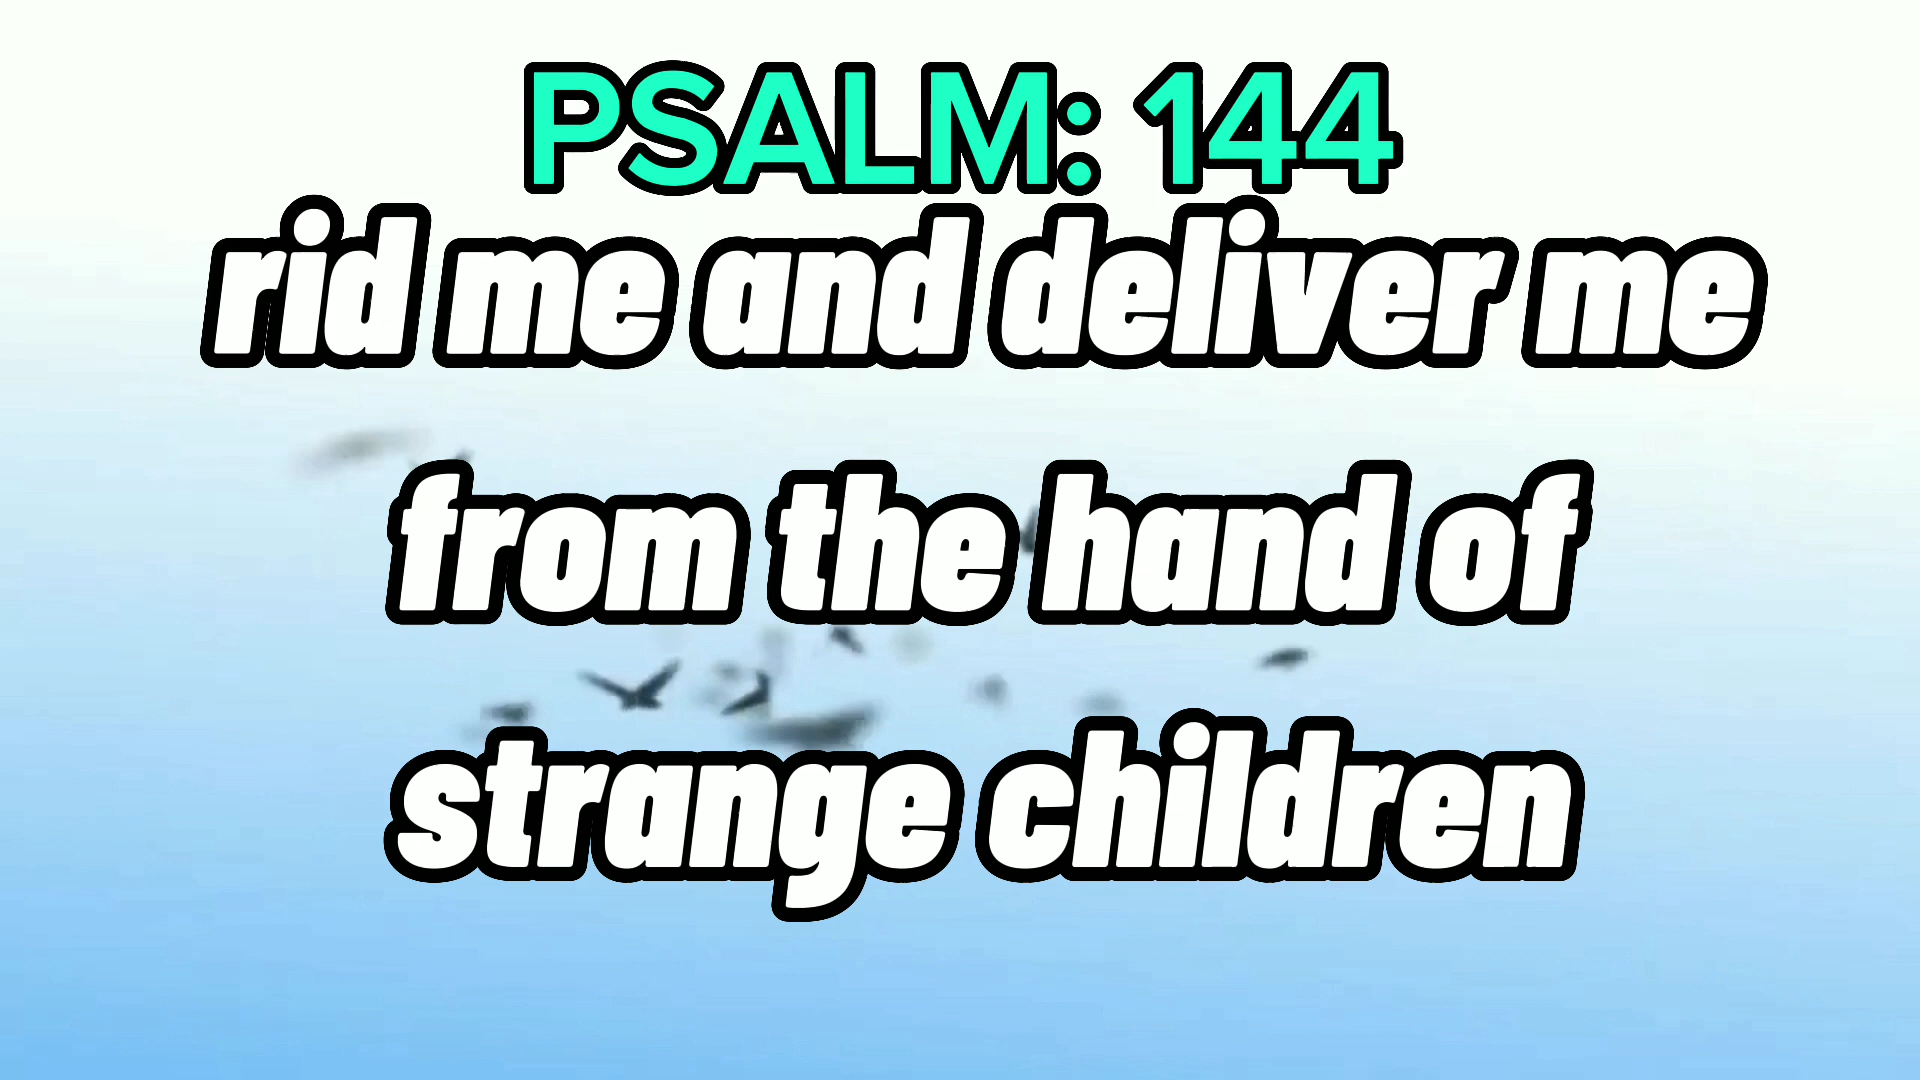 PSALM: 144
rid me and deliver me
from the hand of
strange children